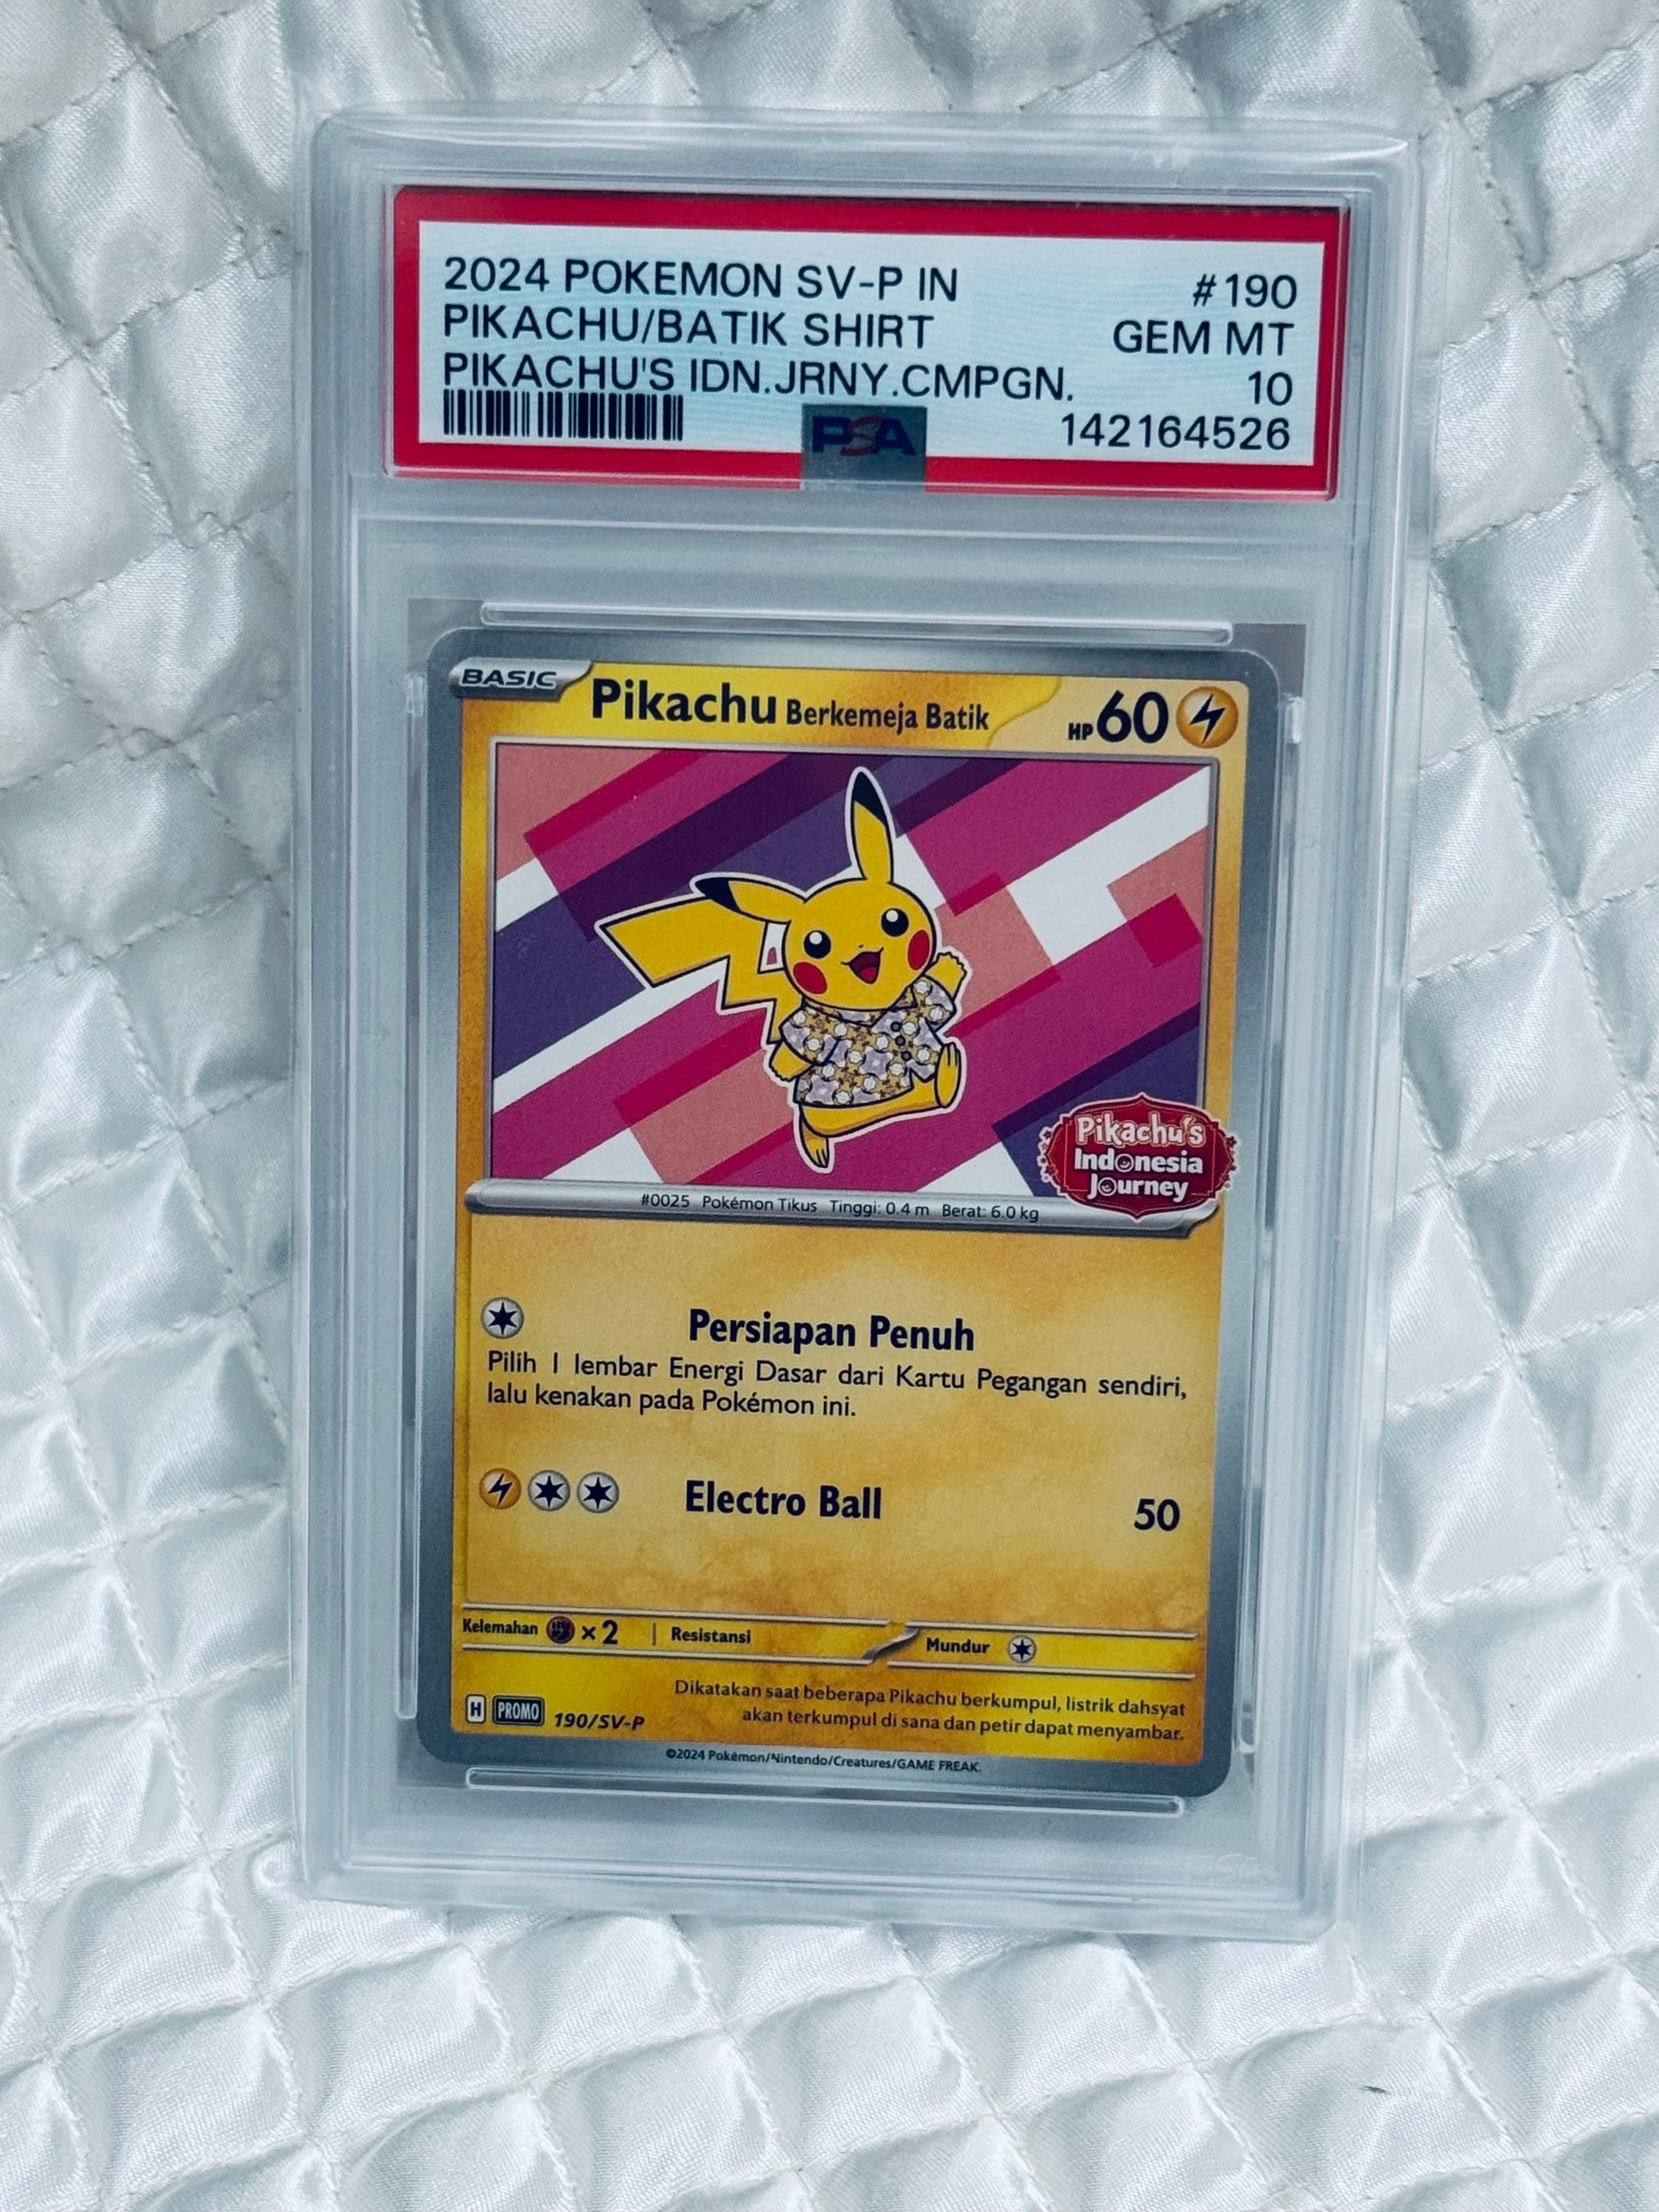 2024 POKEMON SV-P IN #190
PIKACHU/BATIK SHIRT GEM MT
PIKACHU'S IDN.JRNY.CMPGN. 10
PSA 142164526
BASIC Pikachu Berkemeja Batik HP 60
Pikachu's
Indonesia
Journey
#0025 Pokémon Tikus Tinggi: 0.4 m Berat: 6.0 kg
Persiapan Penuh
Pilih 1 lembar Energi Dasar dari Kartu Pegangan sendiri,
lalu kenakan pada Pokémon ini.
Electro Ball 50
Kelemahan ×2 Resistansi Mundur
Dikatakan saat beberapa Pikachu berkumpul, listrik dahsyat
akan terkumpul di sana dan petir dapat menyambar.
H PROMO 190/SV-P
©2024 Pokémon/Nintendo/Creatures/GAME FREAK.